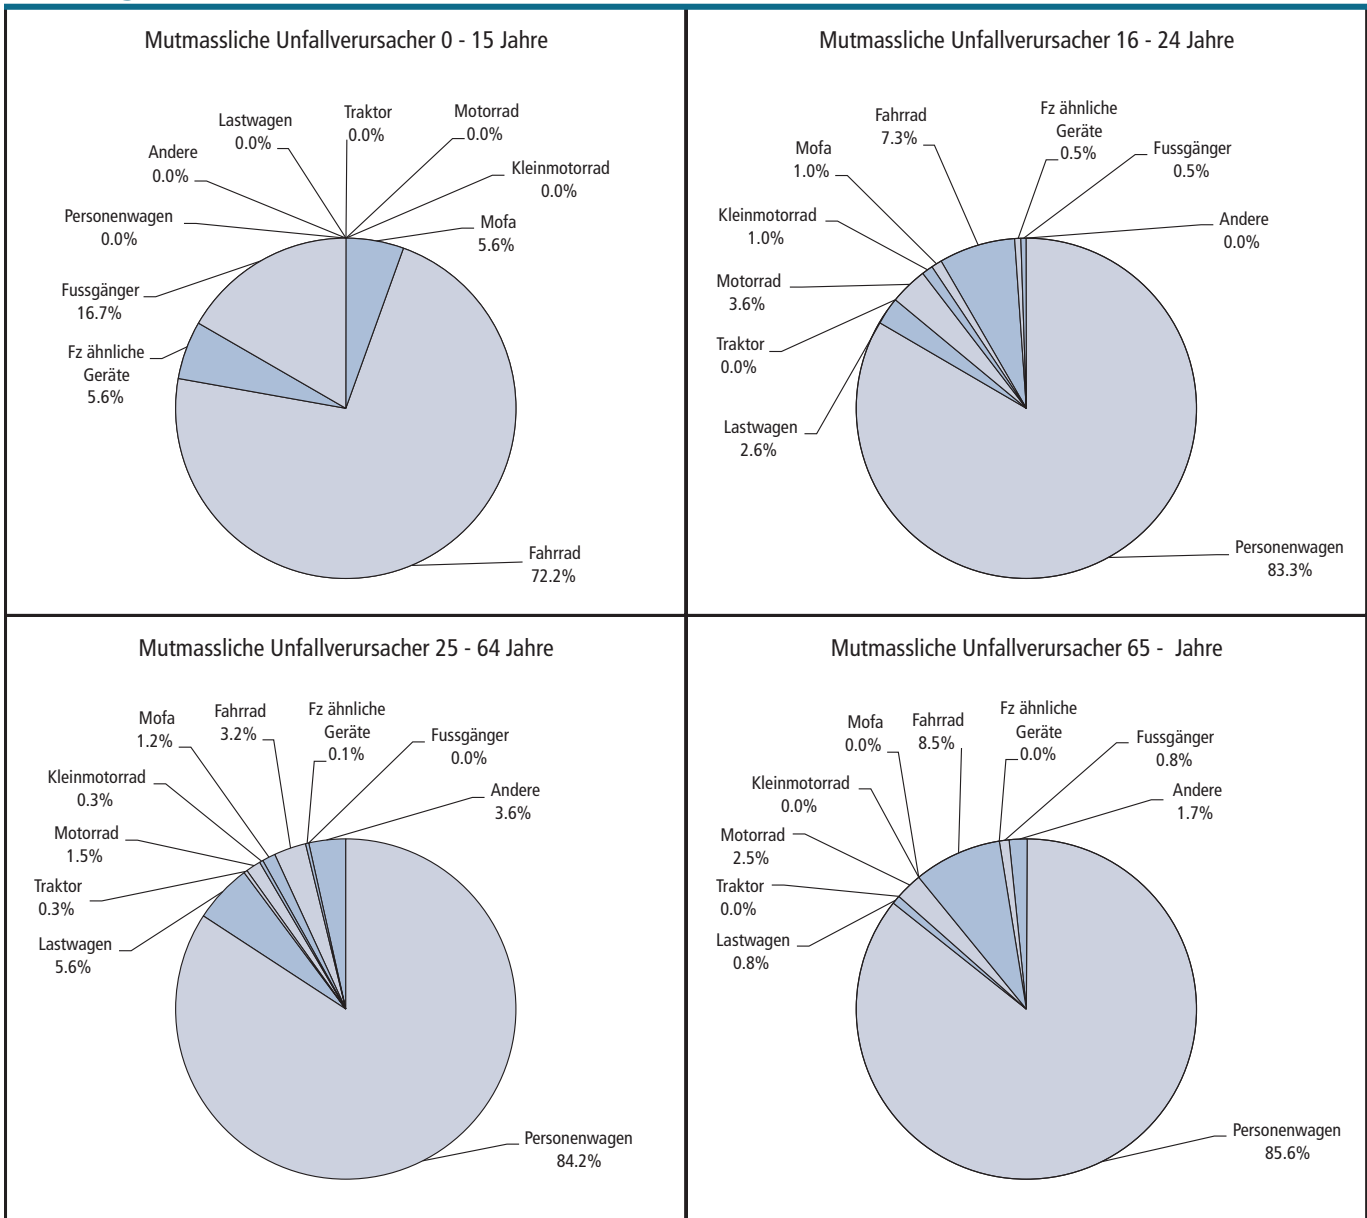 Mutmassliche Unfallverursacher 0 - 15 Jahre
Traktor
0.0%
Motorrad
0.0%
Lastwagen
0.0%
Andere
0.0%
Kleinmotorrad
0.0%
Personenwagen
0.0%
Mofa
5.6%
Fussgänger
16.7%
Fz ähnliche
Geräte
5.6%
Fahrrad
72.2%
Mutmassliche Unfallverursacher 16 - 24 Jahre
Fahrrad
7.3%
Fz ähnliche
Geräte
0.5%
Mofa
1.0%
Fussgänger
0.5%
Kleinmotorrad
1.0%
Andere
0.0%
Motorrad
3.6%
Traktor
0.0%
Lastwagen
2.6%
Personenwagen
83.3%
Mutmassliche Unfallverursacher 25 - 64 Jahre
Mofa
1.2%
Fahrrad
3.2%
Fz ähnliche
Geräte
0.1%
Fussgänger
0.0%
Kleinmotorrad
0.3%
Andere
3.6%
Motorrad
1.5%
Traktor
0.3%
Lastwagen
5.6%
Personenwagen
84.2%
Mutmassliche Unfallverursacher 65 - Jahre
Mofa
0.0%
Fahrrad
8.5%
Fz ähnliche
Geräte
0.0%
Fussgänger
0.8%
Kleinmotorrad
0.0%
Andere
1.7%
Motorrad
2.5%
Traktor
0.0%
Lastwagen
0.8%
Personenwagen
85.6%